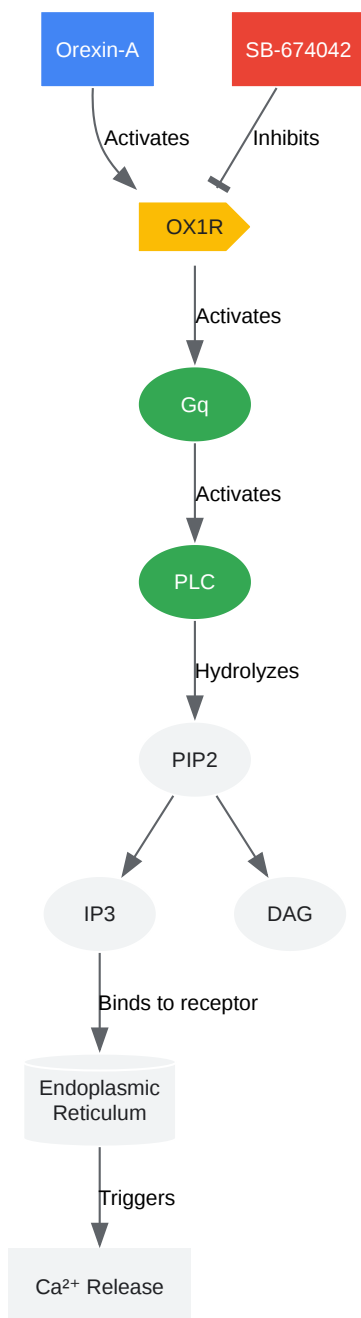 Orexin-A
SB-674042
Activates
Inhibits
OX1R
Activates
Gq
Activates
PLC
Hydrolyzes
PIP2
IP3
DAG
Binds to receptor
Endoplasmic
Reticulum
Triggers
Ca²⁺ Release